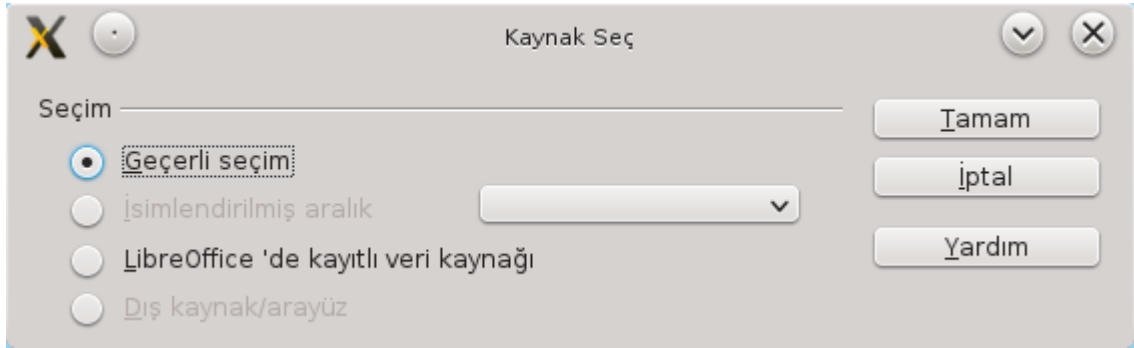 Kaynak Seç
Seçim
Geçerli seçim
İsimlendirilmiş aralık
LibreOffice 'de kayıtlı veri kaynağı
Dış kaynak/arayüz
Tamam
İptal
Yardım